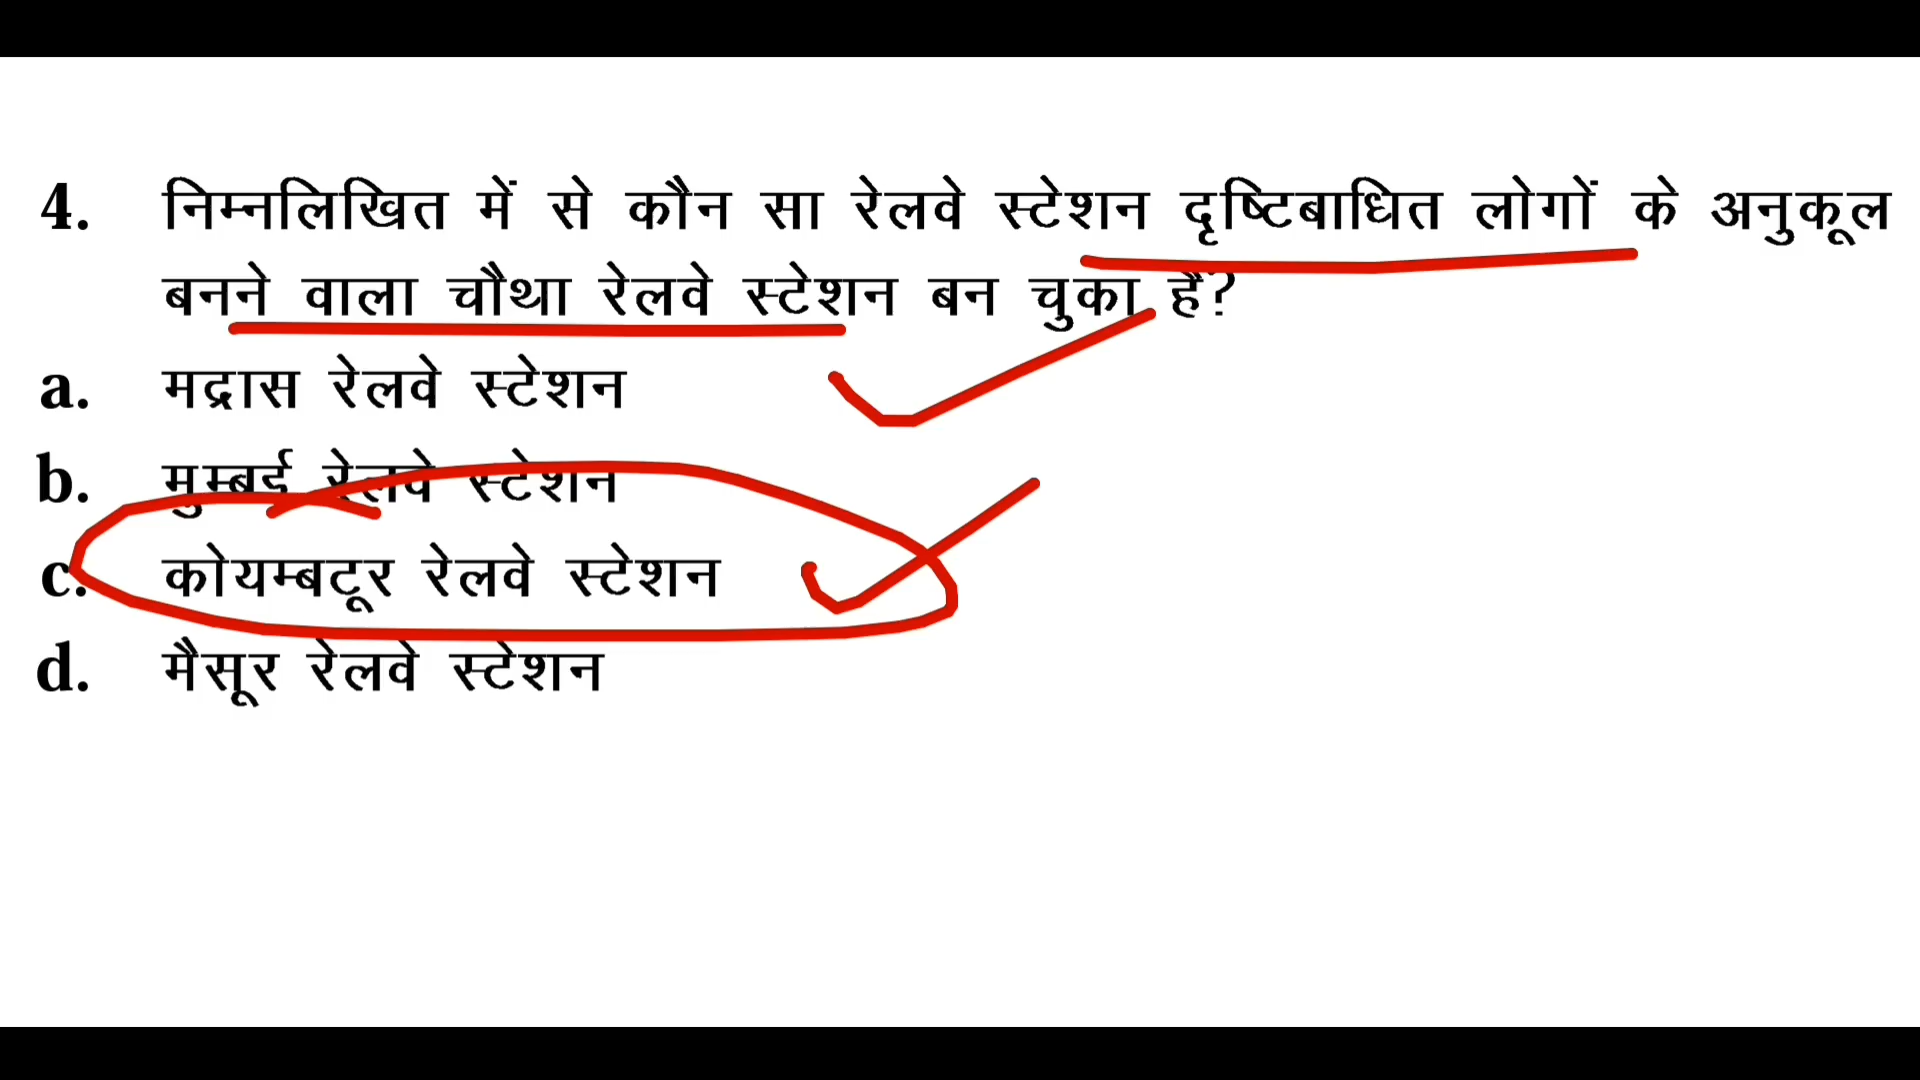 4. निम्नलिखित में से कौन सा रेलवे स्टेशन दृष्टिबाधित लोगों के अनुकूल
बनने वाला चौथा रेलवे स्टेशन बन चुका हैं?
a. मद्रास रेलवे स्टेशन
b. मुम्बई रेलवे स्टेशन
c. कोयम्बटूर रेलवे स्टेशन
d. मैसूर रेलवे स्टेशन